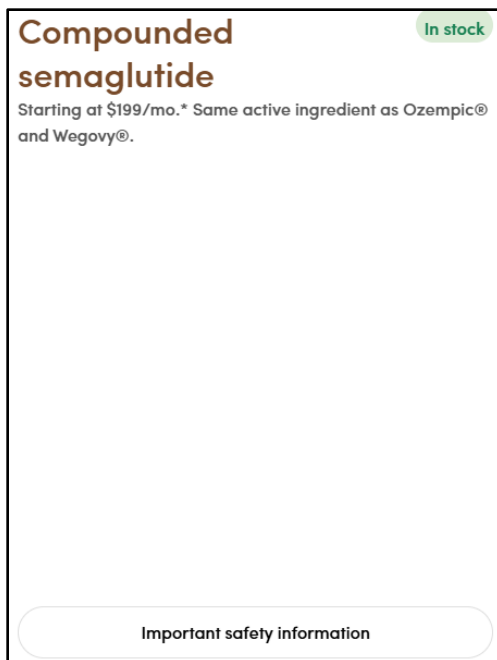 Compounded
semaglutide
In stock
Starting at $199/mo.* Same active ingredient as Ozempic®
and Wegovy®.
Important safety information